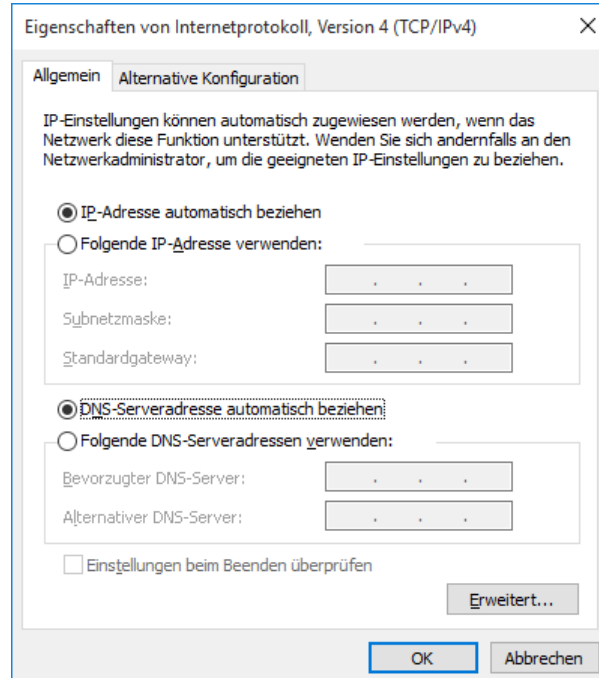 Eigenschaften von Internetprotokoll, Version 4 (TCP/IPv4)
Allgemein
Alternative Konfiguration
IP-Einstellungen können automatisch zugewiesen werden, wenn das
Netzwerk diese Funktion unterstützt. Wenden Sie sich andernfalls an den
Netzwerkadministrator, um die geeigneten IP-Einstellungen zu beziehen.
IP-Adresse automatisch beziehen
Folgende IP-Adresse verwenden:
IP-Adresse:
Subnetzmaske:
Standardgateway:
DNS-Serveradresse automatisch beziehen
Folgende DNS-Serveradressen verwenden:
Bevorzugter DNS-Server:
Alternativer DNS-Server:
Einstellungen beim Beenden überprüfen
Erweitert...
OK
Abbrechen